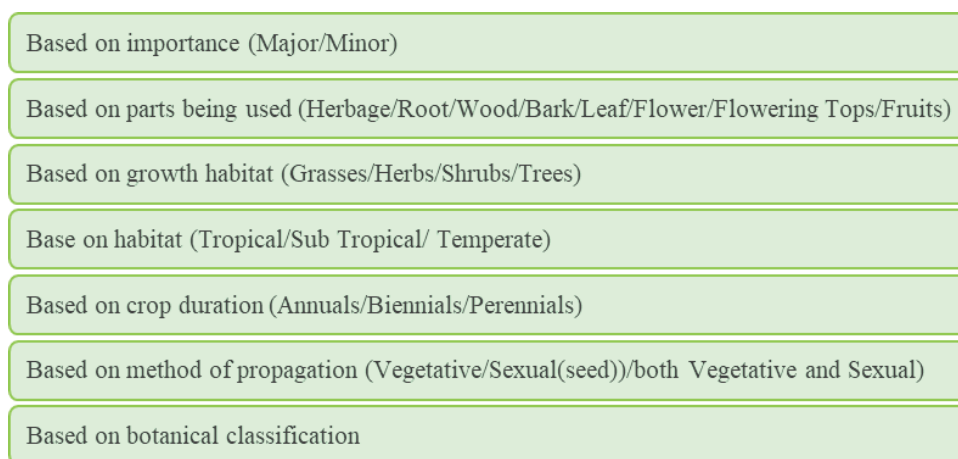 Based on importance (Major/Minor)
Based on parts being used (Herbage/Root/Wood/Bark/Leaf/Flower/Flowering Tops/Fruits)
Based on growth habitat (Grasses/Herbs/Shrubs/Trees)
Base on habitat (Tropical/Sub Tropical/ Temperate)
Based on crop duration (Annuals/Biennials/Perennials)
Based on method of propagation (Vegetative/Sexual(seed))/both Vegetative and Sexual)
Based on botanical classification